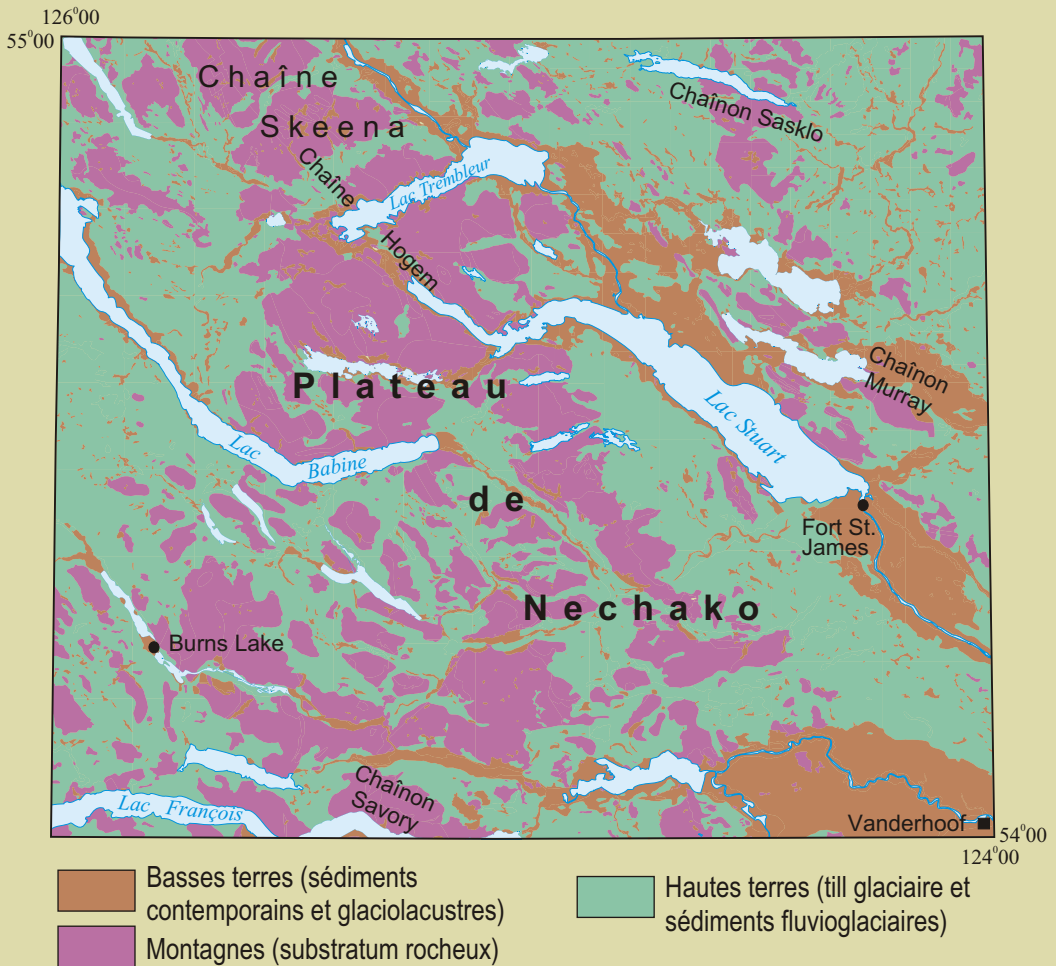 126°00
55°00
Chaîne
Skeena
Chaînon Sasklo
Chaîne
Hogem
Lac Trembleur
Chaînon
Murray
Plateau
Lac Stuart
Lac
Babine
de
Fort St.
James
Nechako
Burns Lake
Chaînon
Savory
Lac François
Vanderhoof
54°00
124°00
Basses terres (sédiments
contemporains et glaciolacustres)
Montagnes (substratum rocheux)
Hautes terres (till glaciaire et
sédiments fluvioglaciaires)